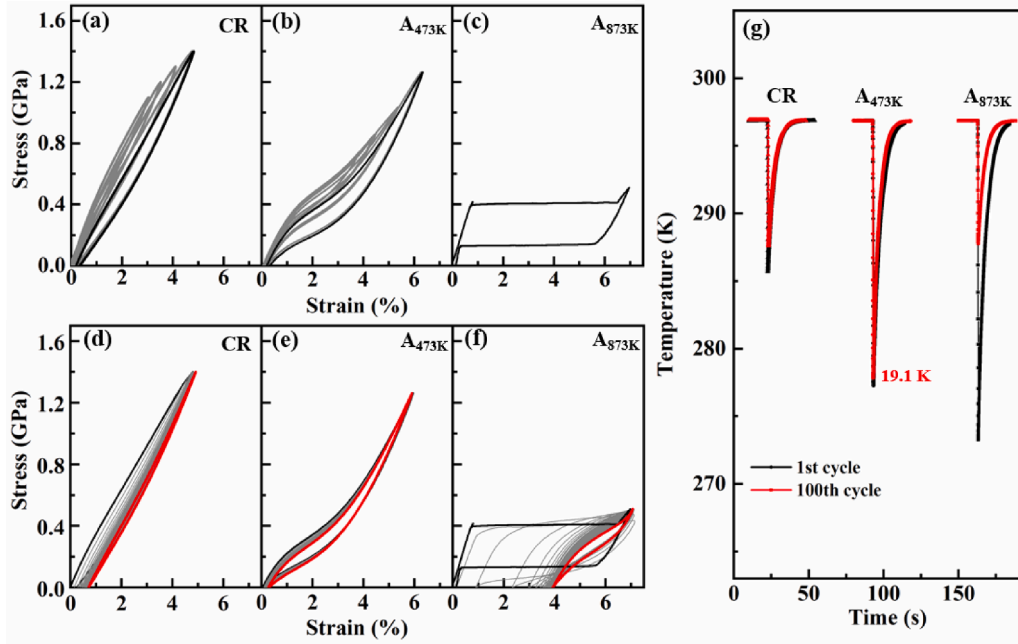 (a) CR
(b) A473K
(c) A873K
1.6
1.2
0.8
0.4
0.0
Stress (GPa)
0 2 4 6 0 2 4 6 0 2 4 6
Strain (%)
(d) CR
(e) A473K
(f) A873K
1.6
1.2
0.8
0.4
0.0
Stress (GPa)
0 2 4 6 0 2 4 6 0 2 4 6
Strain (%)
(g)
CR A473K A873K
300
290
280
270
Temperature (K)
19.1 K
1st cycle
100th cycle
0 50 100 150
Time (s)